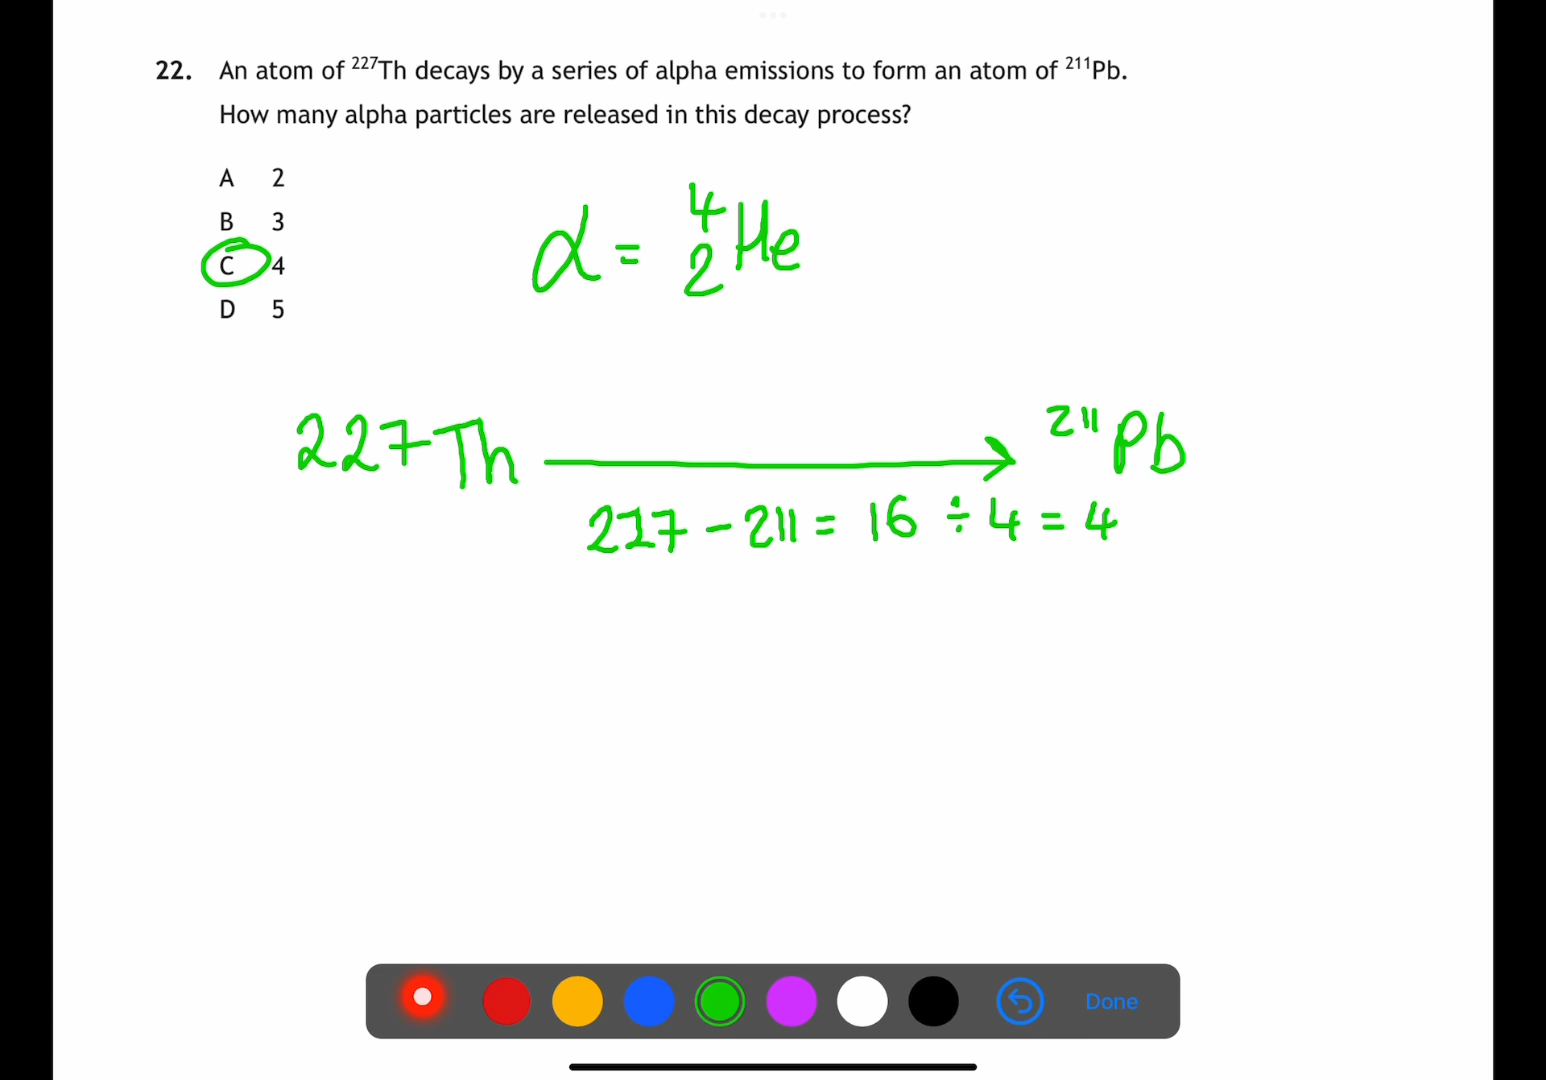 22. An atom of ²²⁷Th decays by a series of alpha emissions to form an atom of ²¹¹Pb.
How many alpha particles are released in this decay process?
A 2
B 3
C 4
D 5
α = ⁴₂He
227 Th → ²¹¹Pb
227 - 211 = 16 ÷ 4 = 4
Done